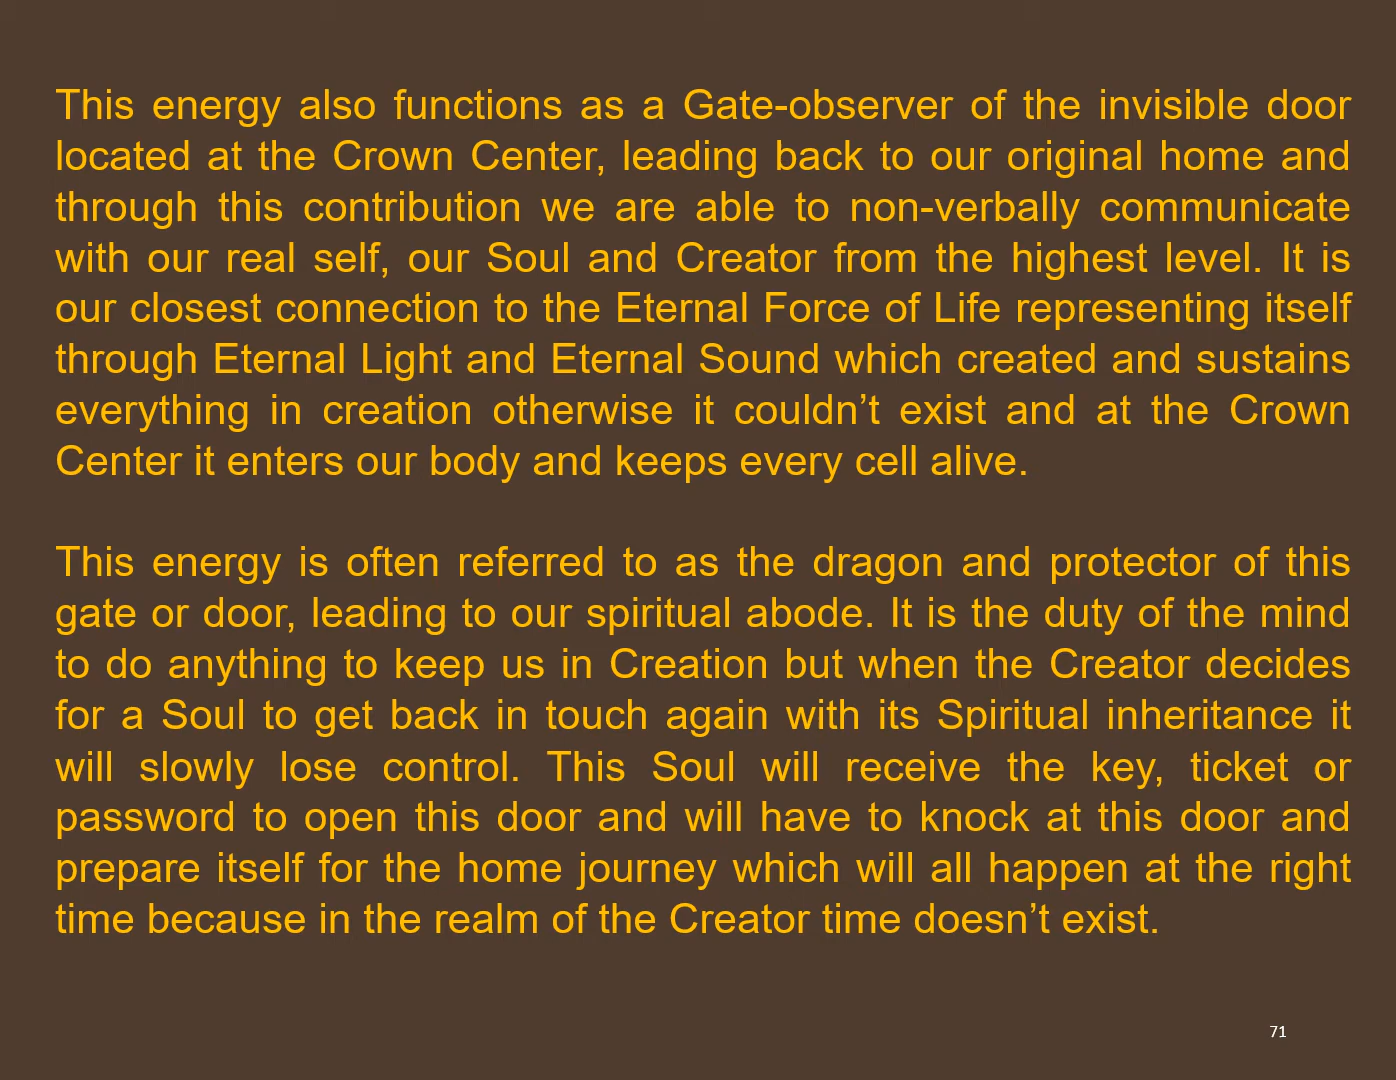 This energy also functions as a Gate-observer of the invisible door
located at the Crown Center, leading back to our original home and
through this contribution we are able to non-verbally communicate
with our real self, our Soul and Creator from the highest level. It is
our closest connection to the Eternal Force of Life representing itself
through Eternal Light and Eternal Sound which created and sustains
everything in creation otherwise it couldn’t exist and at the Crown
Center it enters our body and keeps every cell alive.
This energy is often referred to as the dragon and protector of this
gate or door, leading to our spiritual abode. It is the duty of the mind
to do anything to keep us in Creation but when the Creator decides
for a Soul to get back in touch again with its Spiritual inheritance it
will slowly lose control. This Soul will receive the key, ticket or
password to open this door and will have to knock at this door and
prepare itself for the home journey which will all happen at the right
time because in the realm of the Creator time doesn’t exist.
71